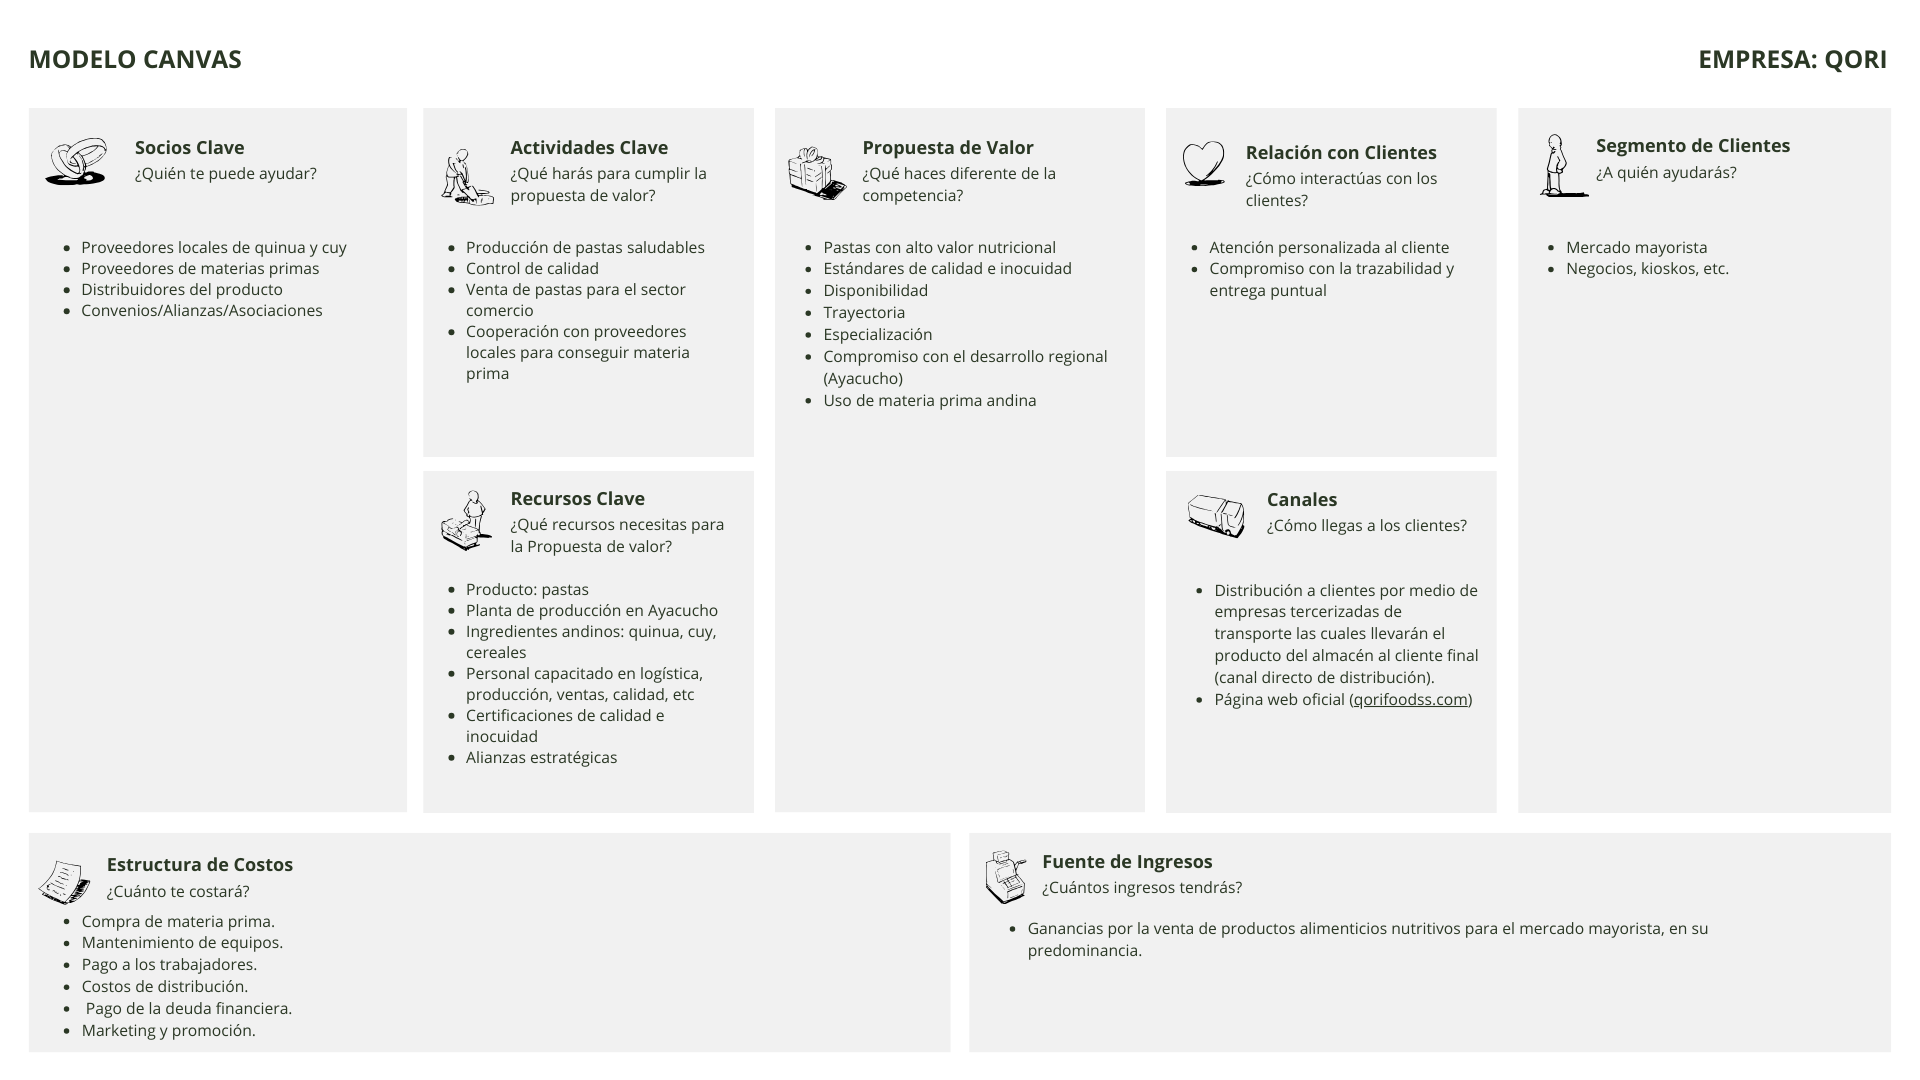 MODELO CANVAS
EMPRESA: QORI
Socios Clave
¿Quién te puede ayudar?
Proveedores locales de quinua y cuy
Proveedores de materias primas
Distribuidores del producto
Convenios/Alianzas/Asociaciones
Actividades Clave
¿Qué harás para cumplir la
propuesta de valor?
Producción de pastas saludables
Control de calidad
Venta de pastas para el sector
comercio
Cooperación con proveedores
locales para conseguir materia
prima
Recursos Clave
¿Qué recursos necesitas para
la Propuesta de valor?
Producto: pastas
Planta de producción en Ayacucho
Ingredientes andinos: quinua, cuy,
cereales
Personal capacitado en logística,
producción, ventas, calidad, etc
Certificaciones de calidad e
inocuidad
Alianzas estratégicas
Propuesta de Valor
¿Qué haces diferente de la
competencia?
Pastas con alto valor nutricional
Estándares de calidad e inocuidad
Disponibilidad
Trayectoria
Especialización
Compromiso con el desarrollo regional
(Ayacucho)
Uso de materia prima andina
Relación con Clientes
¿Cómo interactúas con los
clientes?
Atención personalizada al cliente
Compromiso con la trazabilidad y
entrega puntual
Canales
¿Cómo llegas a los clientes?
Distribución a clientes por medio de
empresas tercerizadas de
transporte las cuales llevarán el
producto del almacén al cliente final
(canal directo de distribución).
Página web oficial (qorifoodss.com)
Segmento de Clientes
¿A quién ayudarás?
Mercado mayorista
Negocios, kioskos, etc.
Estructura de Costos
¿Cuánto te costará?
Compra de materia prima.
Mantenimiento de equipos.
Pago a los trabajadores.
Costos de distribución.
Pago de la deuda financiera.
Marketing y promoción.
Fuente de Ingresos
¿Cuántos ingresos tendrás?
Ganancias por la venta de productos alimenticios nutritivos para el mercado mayorista, en su
predominancia.